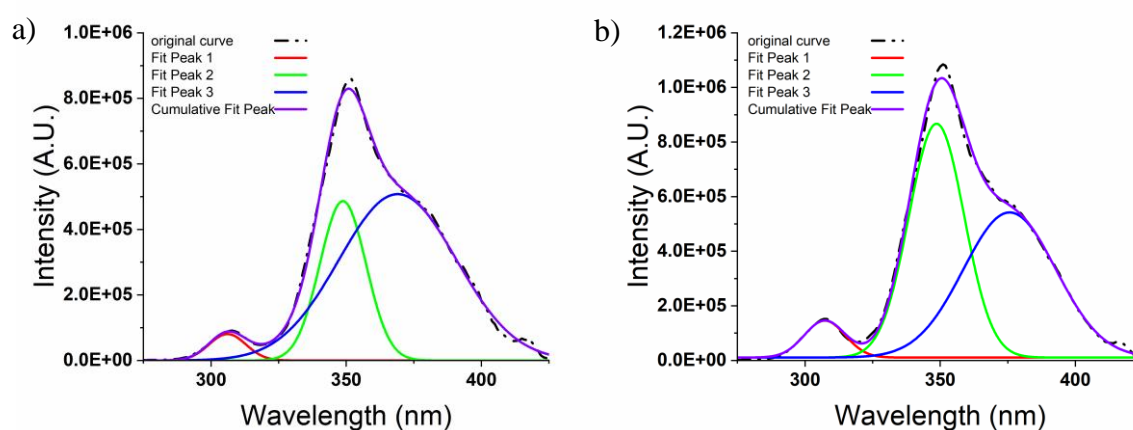 a)
Intensity (A.U.)
1.0E+06
8.0E+05
6.0E+05
4.0E+05
2.0E+05
0.0E+00
original curve
Fit Peak 1
Fit Peak 2
Fit Peak 3
Cumulative Fit Peak
300 350 400
Wavelength (nm)
b)
Intensity (A.U.)
1.2E+06
1.0E+06
8.0E+05
6.0E+05
4.0E+05
2.0E+05
0.0E+00
original curve
Fit Peak 1
Fit Peak 2
Fit Peak 3
Cumulative Fit Peak
300 350 400
Wavelength (nm)